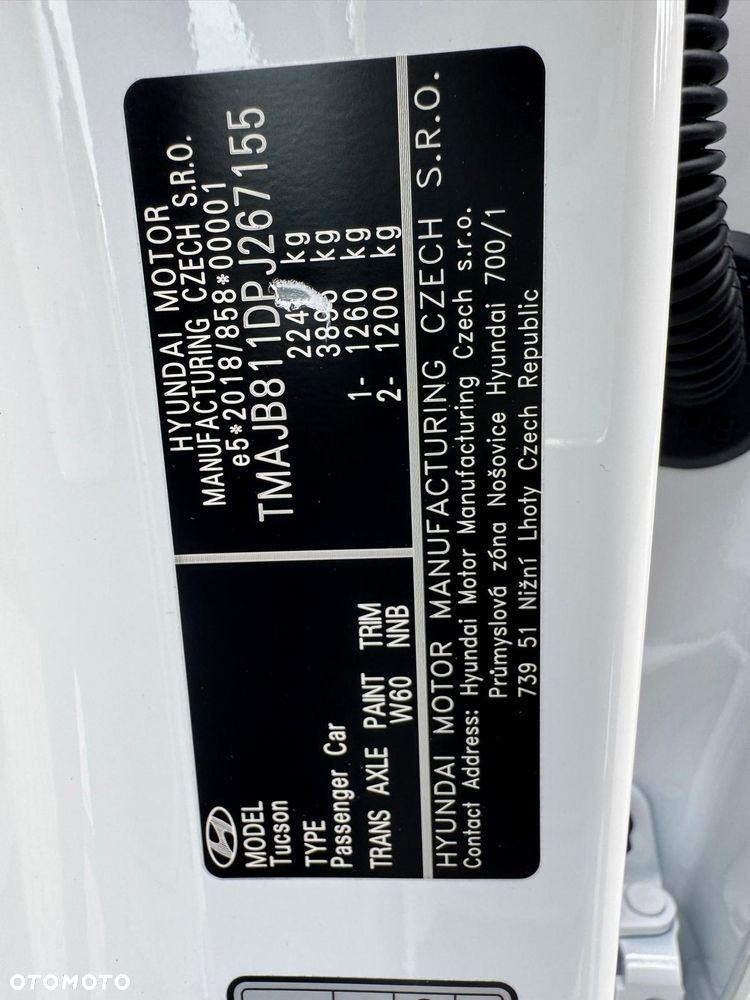 HYUNDAI MOTOR
MANUFACTURING CZECH S.R.O.
e5*2018/858*00001
TMAJB811DPJ267155
kg
kg
1- 1260 kg
2- 1200 kg
MODEL
Tucson
TYPE
Passenger Car
TRANS AXLE PAINT TRIM
W60 NNB
HYUNDAI MOTOR MANUFACTURING CZECH S.R.O.
Contact Address: Hyundai Motor Manufacturing Czech s.r.o.
Průmyslová zóna Nošovice Hyundai 700/1
739 51 Nižní Lhoty Czech Republic
OTOMOTO